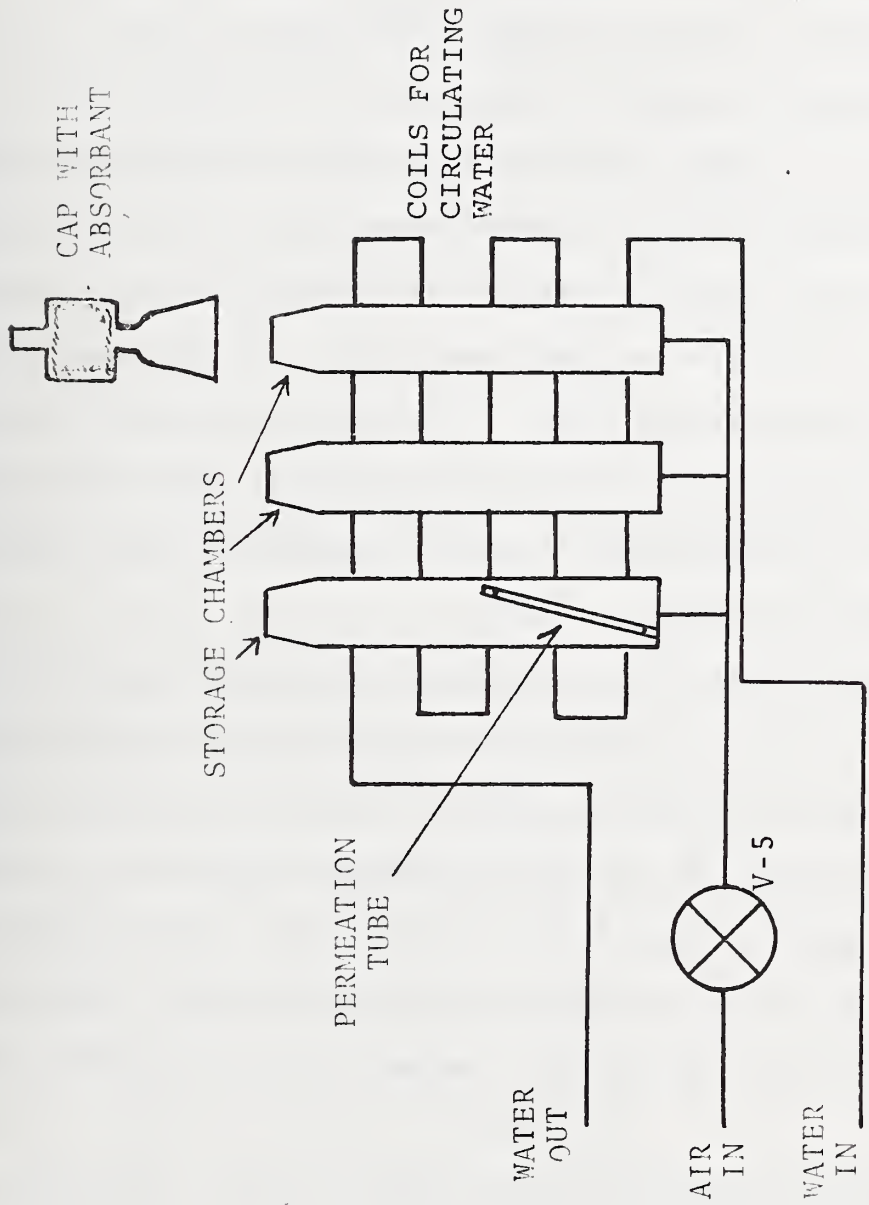 CAP WITH
ABSORBANT
COILS FOR
CIRCULATING
WATER
STORAGE CHAMBERS
PERMEATION
TUBE
V-5
WATER
OUT
AIR
IN
WATER
IN